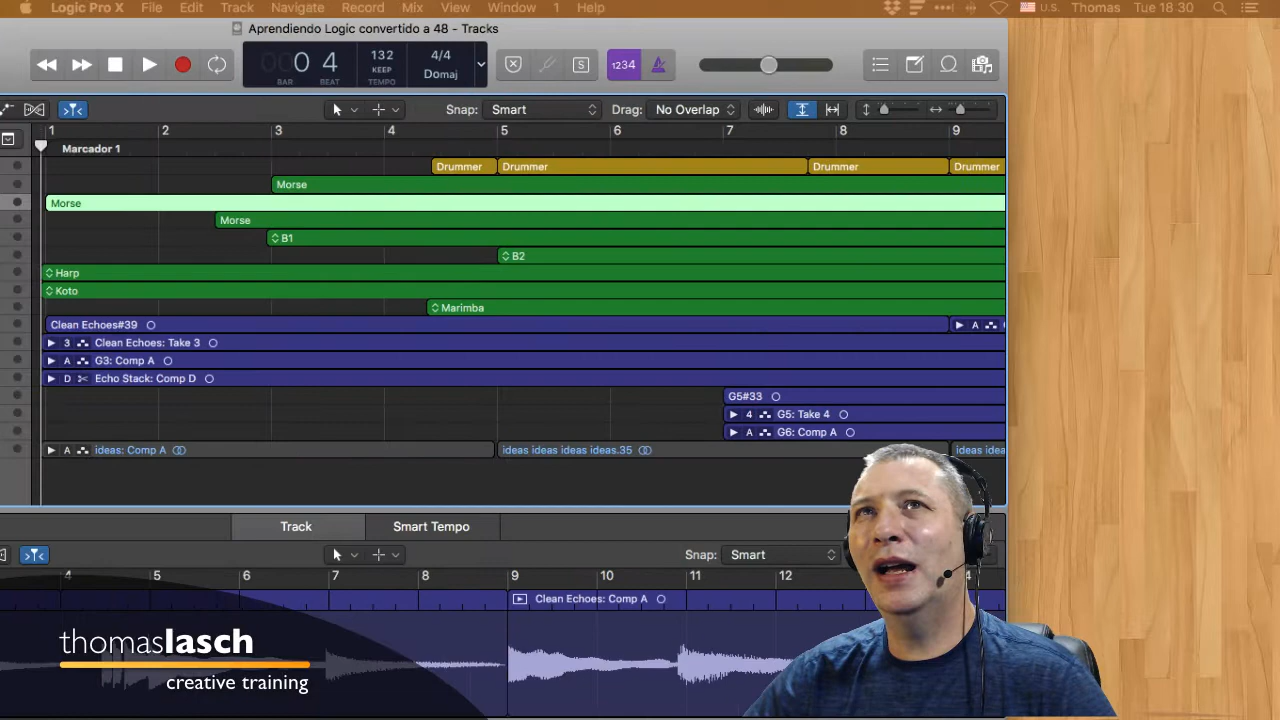 Logic Pro X File Edit Track Navigate Record Mix View Window 1 Help U.S. Thomas Tue 18 30
Aprendiendo Logic convertido a 48 - Tracks
0 4 132 4/4
KEEP Domaj
BAR BEAT TEMPO
S 1234
Snap: Smart Drag: No Overlap
1 2 3 4 5 6 7 8 9
Marcador 1
Drummer Drummer Drummer Drummer
Morse
Morse
Morse
B1
B2
Harp
Koto
Marimba
Clean Echoes#39 A
3 Clean Echoes: Take 3
A G3: Comp A
D Echo Stack: Comp D
G5#33
4 G5: Take 4
A G6: Comp A
A ideas: Comp A ideas ideas ideas ideas.35 ideas ide
Track Smart Tempo
Snap: Smart
4 5 6 7 8 9 10 11 12
Clean Echoes: Comp A
thomaslasch
creative training